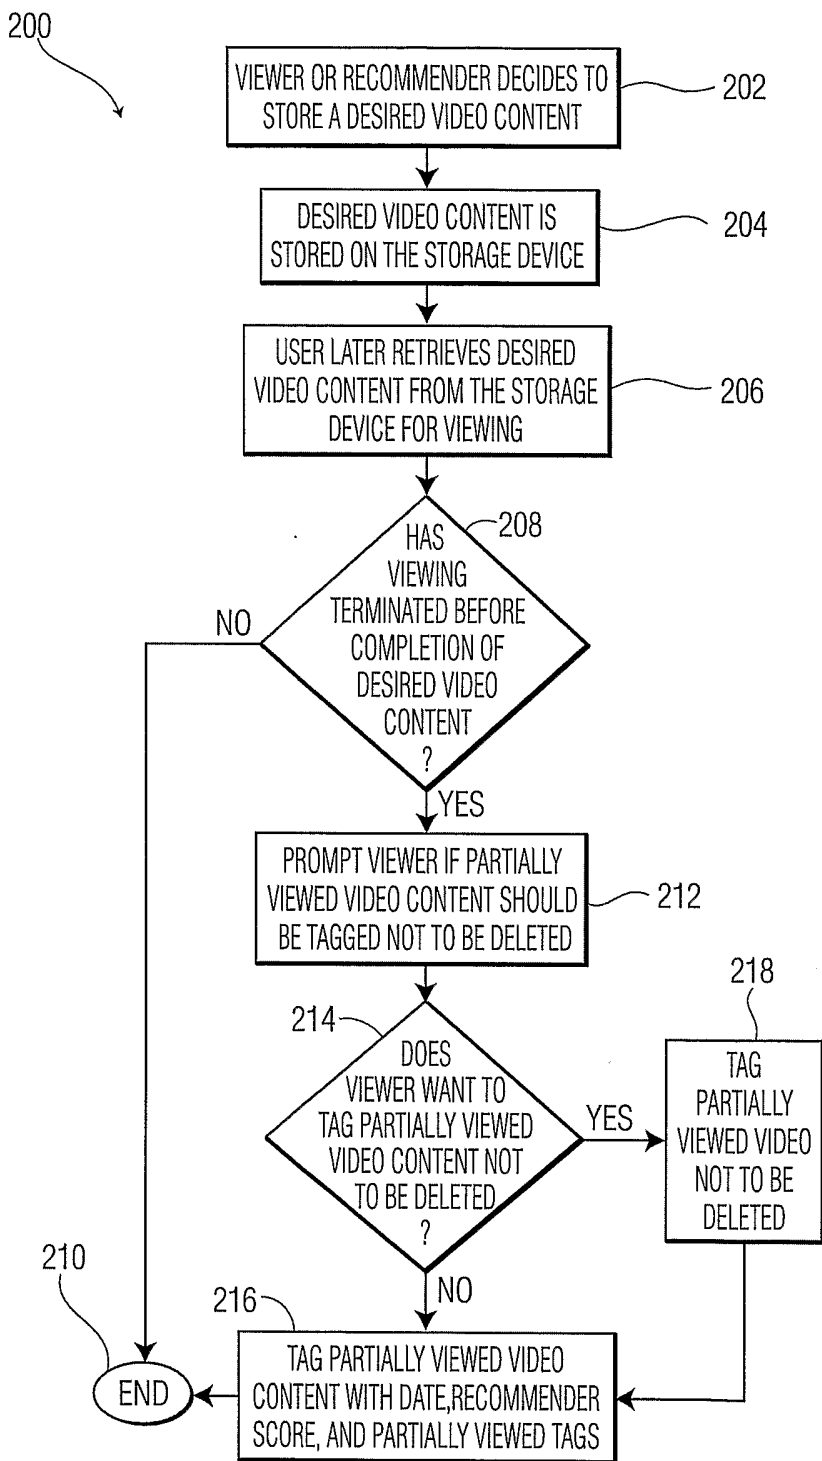 200
VIEWER OR RECOMMENDER DECIDES TO
STORE A DESIRED VIDEO CONTENT
202
DESIRED VIDEO CONTENT IS
STORED ON THE STORAGE DEVICE
204
USER LATER RETRIEVES DESIRED
VIDEO CONTENT FROM THE STORAGE
DEVICE FOR VIEWING
206
208
HAS
VIEWING
TERMINATED BEFORE
COMPLETION OF
DESIRED VIDEO
CONTENT
?
NO
YES
PROMPT VIEWER IF PARTIALLY
VIEWED VIDEO CONTENT SHOULD
BE TAGGED NOT TO BE DELETED
212
214
DOES
VIEWER WANT TO
TAG PARTIALLY VIEWED
VIDEO CONTENT NOT
TO BE DELETED
?
YES
218
TAG
PARTIALLY
VIEWED VIDEO
NOT TO BE
DELETED
NO
216
TAG PARTIALLY VIEWED VIDEO
CONTENT WITH DATE,RECOMMENDER
SCORE, AND PARTIALLY VIEWED TAGS
210
END